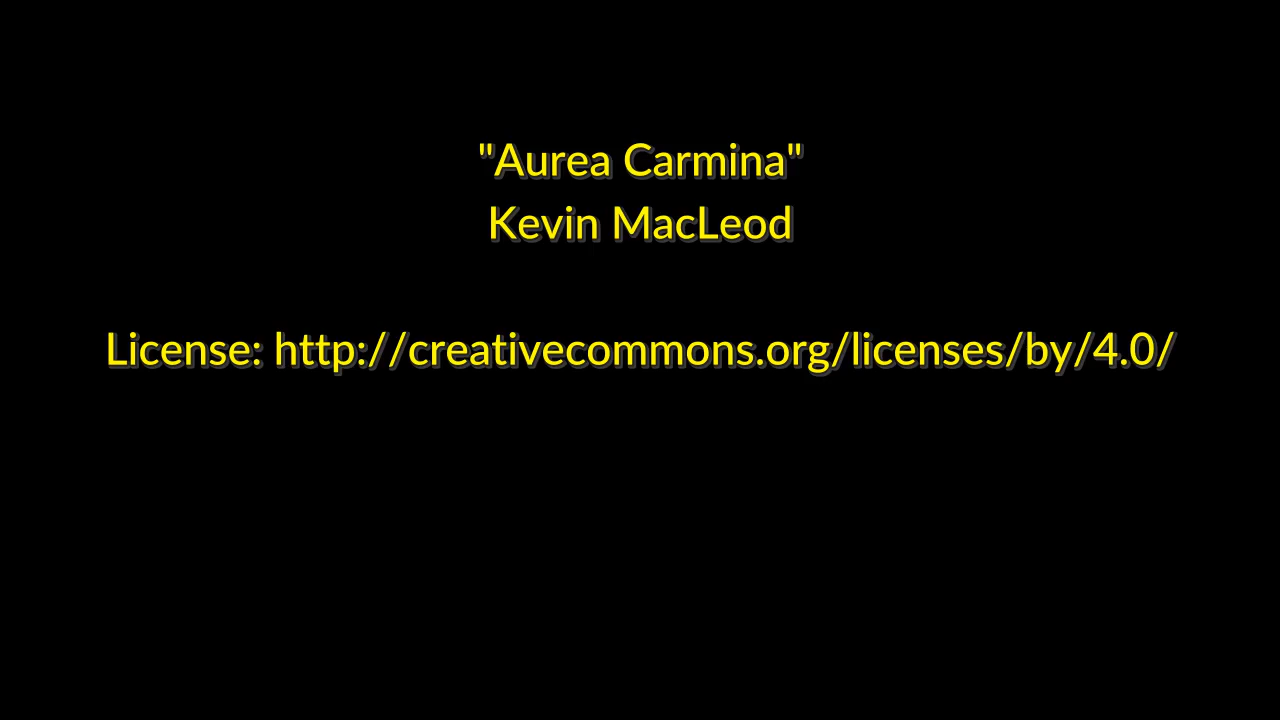 "Aurea Carmina"
Kevin MacLeod
License: http://creativecommons.org/licenses/by/4.0/